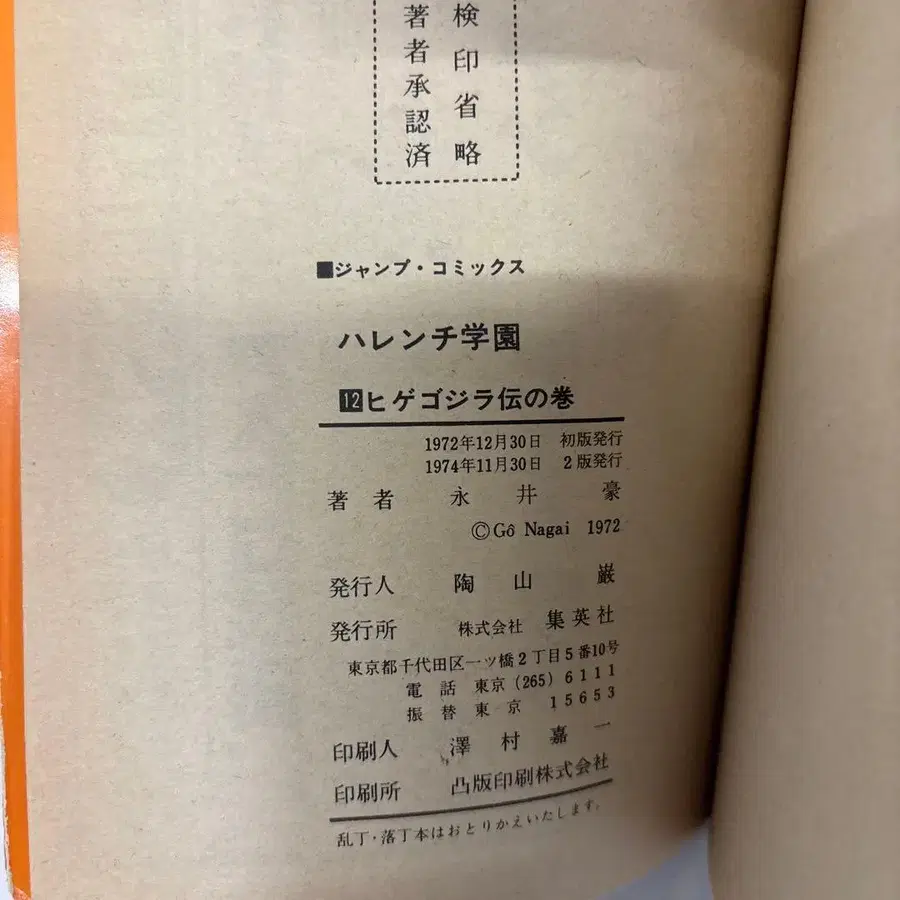 検印省略
著者承認済
■ジャンプ・コミックス
ハレンチ学園
12ヒゲゴジラ伝の巻
1972年12月30日 初版発行
1974年11月30日 2版発行
著者 永井豪
©Gô Nagai 1972
発行人 陶山巌
発行所 株式会社 集英社
東京都千代田区一ツ橋2丁目5番10号
電話 東京(265)6111
振替東京 15653
印刷人 澤村嘉一
印刷所 凸版印刷株式会社
乱丁・落丁本はおとりかえいたします。